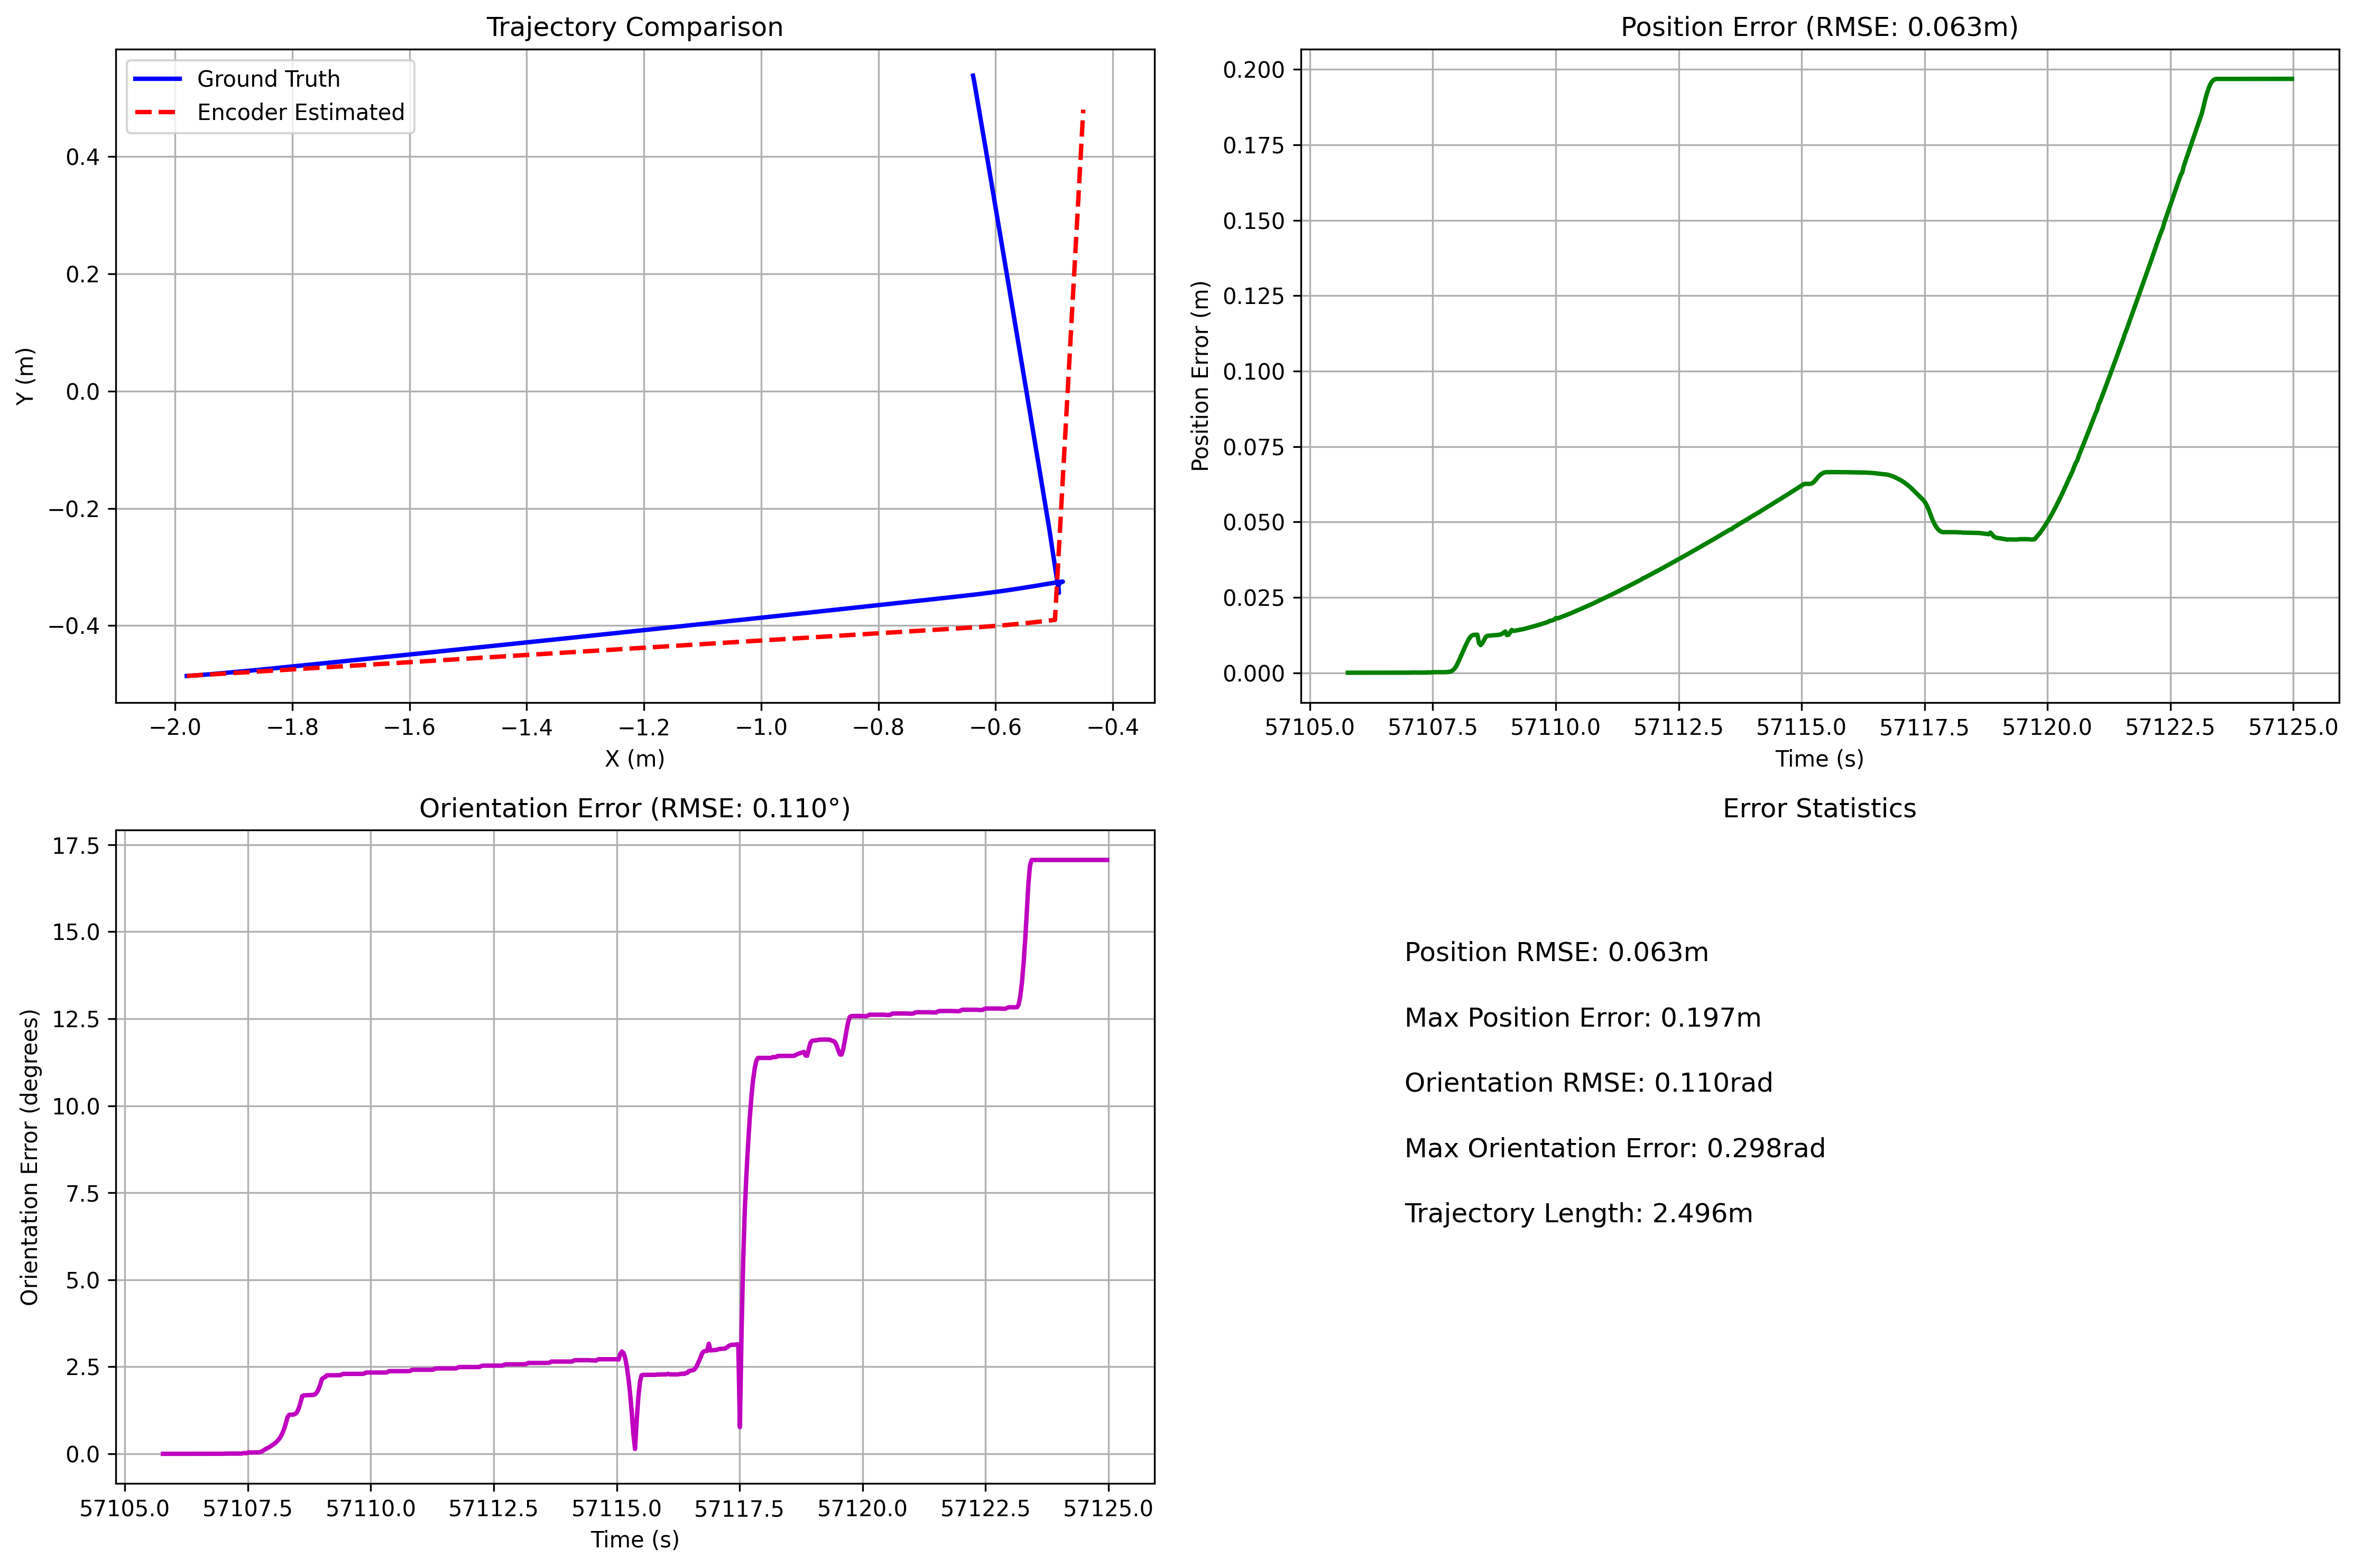 Trajectory Comparison
Ground Truth
Encoder Estimated
0.4
0.2
0.0
−0.2
−0.4
Y (m)
−2.0 −1.8 −1.6 −1.4 −1.2 −1.0 −0.8 −0.6 −0.4
X (m)
Position Error (RMSE: 0.063m)
0.200
0.175
0.150
0.125
0.100
0.075
0.050
0.025
0.000
Position Error (m)
57105.0 57107.5 57110.0 57112.5 57115.0 57117.5 57120.0 57122.5 57125.0
Time (s)
Orientation Error (RMSE: 0.110°)
17.5
15.0
12.5
10.0
7.5
5.0
2.5
0.0
Orientation Error (degrees)
57105.0 57107.5 57110.0 57112.5 57115.0 57117.5 57120.0 57122.5 57125.0
Time (s)
Error Statistics
Position RMSE: 0.063m
Max Position Error: 0.197m
Orientation RMSE: 0.110rad
Max Orientation Error: 0.298rad
Trajectory Length: 2.496m